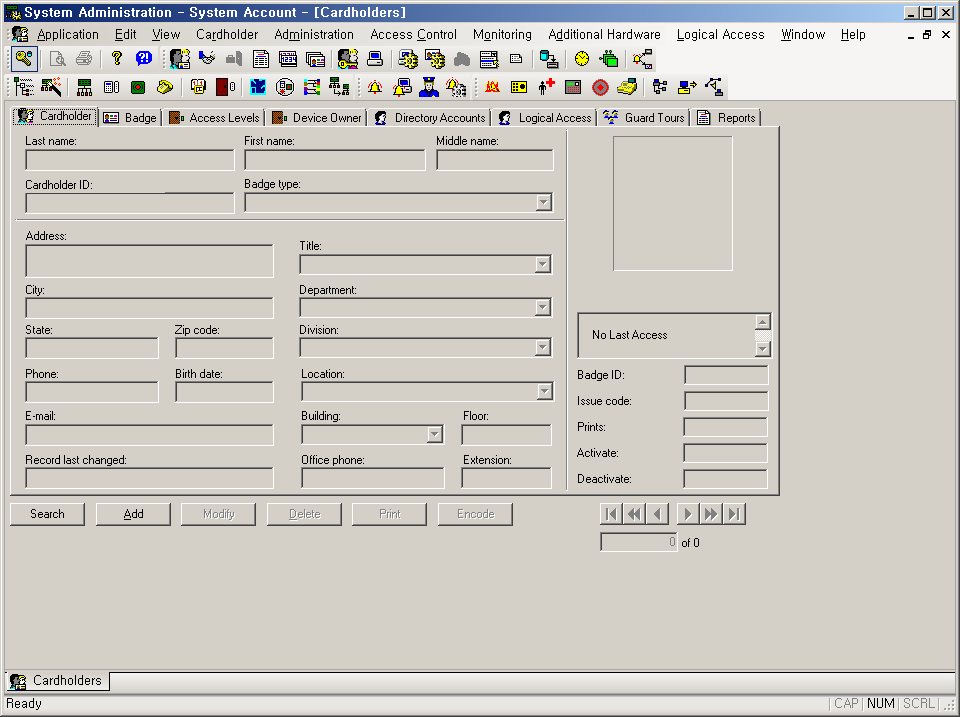 System Administration - System Account - [Cardholders]
Application Edit View Cardholder Administration Access Control Monitoring Additional Hardware Logical Access Window Help
Cardholder Badge Access Levels Device Owner Directory Accounts Logical Access Guard Tours Reports
Last name: First name: Middle name:
Cardholder ID: Badge type:
Address:
Title:
City: Department:
State: Zip code: Division:
No Last Access
Phone: Birth date: Location:
Badge ID:
Issue code:
E-mail: Building: Floor:
Prints:
Activate:
Record last changed: Office phone: Extension:
Deactivate:
Search Add Modify Delete Print Encode
0 of 0
Cardholders
Ready CAP NUM SCRL